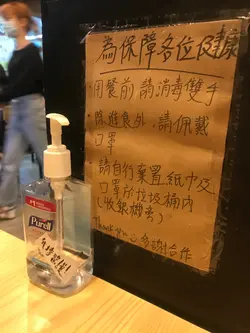 為保障各位健康
• 用餐前請消毒雙手
• 除進食外,請佩戴
口罩
• 請自行棄置紙巾及
口罩於垃圾桶內
(收銀機旁)
Thank you 多謝合作
Purell